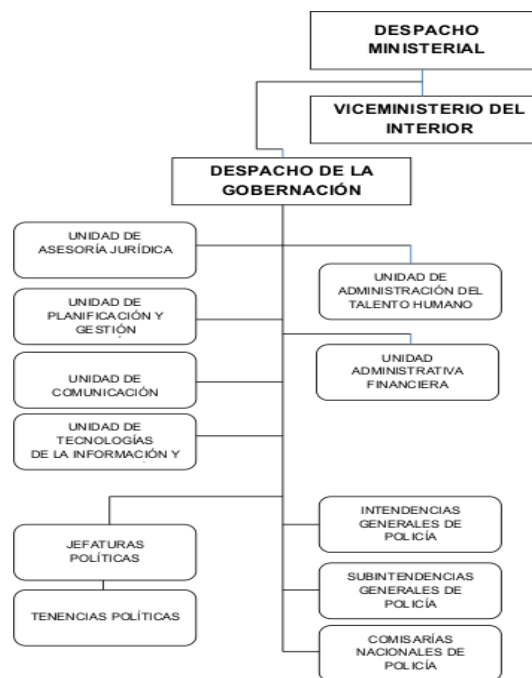 DESPACHO
MINISTERIAL
VICEMINISTERIO DEL
INTERIOR
DESPACHO DE LA
GOBERNACIÓN
UNIDAD DE
ASESORÍA JURÍDICA
UNIDAD DE
ADMINISTRACIÓN DEL
TALENTO HUMANO
UNIDAD DE
PLANIFICACIÓN Y
GESTIÓN
UNIDAD
ADMINISTRATIVA
FINANCIERA
UNIDAD DE
COMUNICACIÓN
UNIDAD DE
TECNOLOGÍAS
DE LA INFORMACIÓN Y
JEFATURAS
POLÍTICAS
TENENCIAS POLÍTICAS
INTENDENCIAS
GENERALES DE
POLICÍA
SUBINTENDENCIAS
GENERALES DE
POLICÍA
COMISARÍAS
NACIONALES DE
POLICÍA